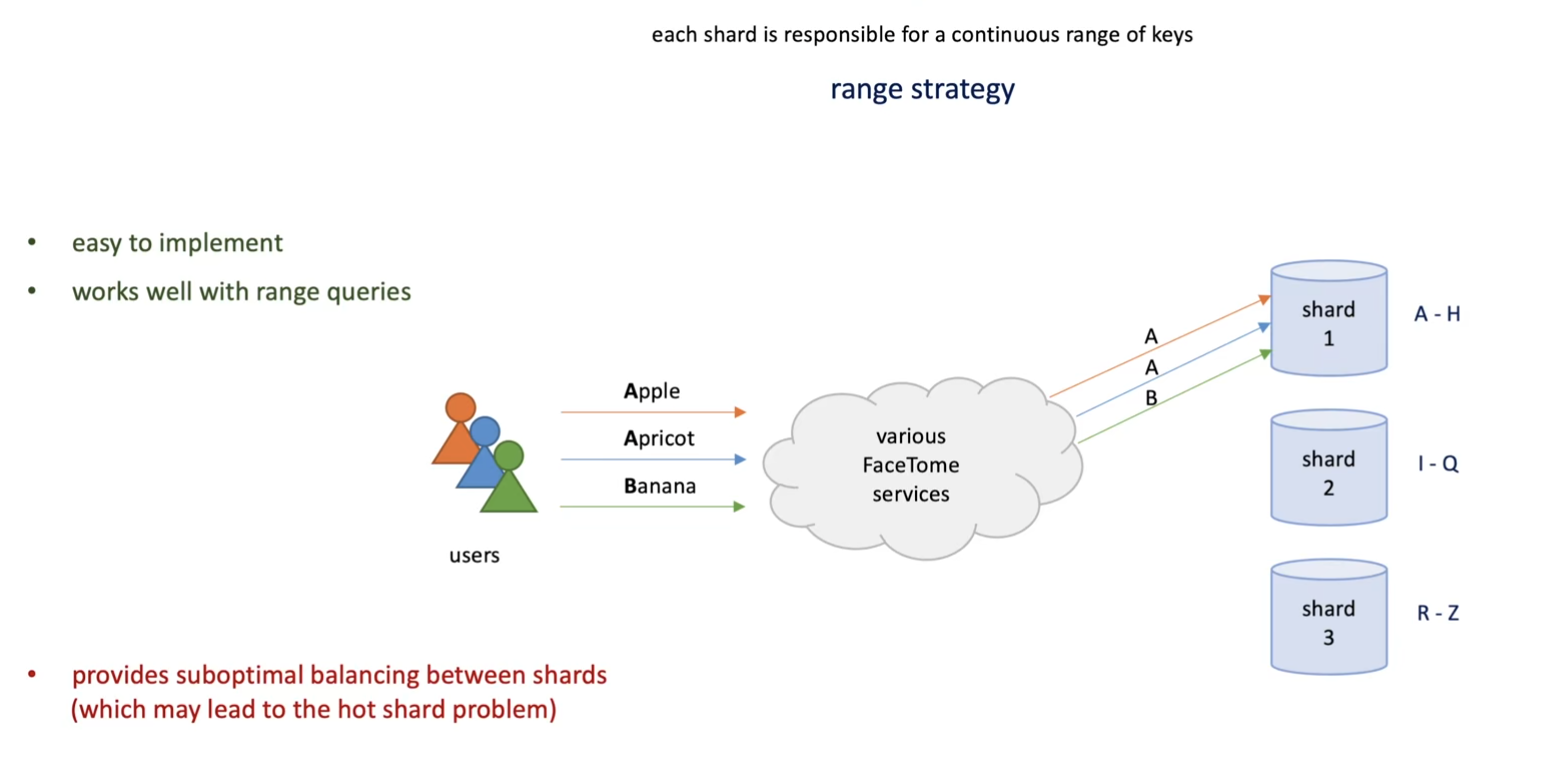 each shard is responsible for a continuous range of keys
range strategy
• easy to implement
• works well with range queries
Apple
Apricot
Banana
users
various
FaceTome
services
A
A
B
shard
1
A - H
shard
2
I - Q
shard
3
R - Z
• provides suboptimal balancing between shards
(which may lead to the hot shard problem)